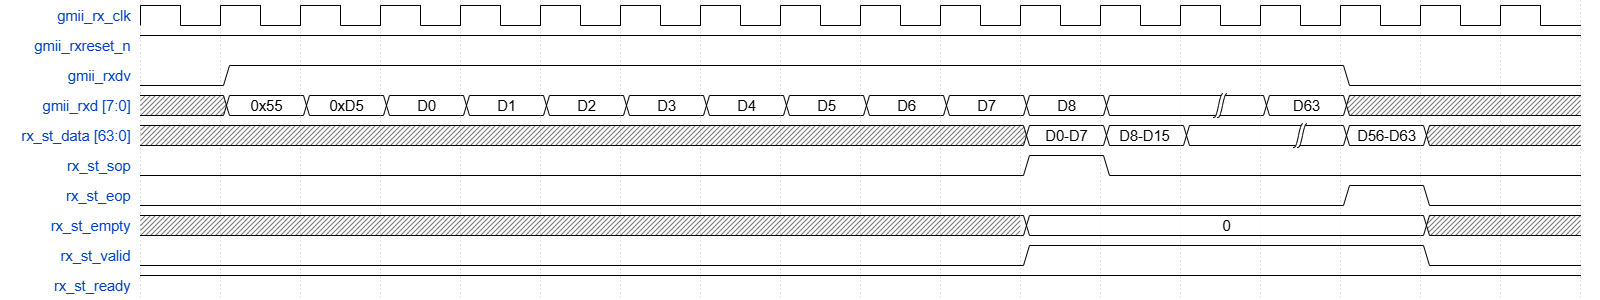 gmii_rx_clk
gmii_rxreset_n
gmii_rxdv
gmii_rxd [7:0] 0x55 0xD5 D0 D1 D2 D3 D4 D5 D6 D7 D8 D63
rx_st_data [63:0] D0-D7 D8-D15 D56-D63
rx_st_sop
rx_st_eop
rx_st_empty 0
rx_st_valid
rx_st_ready